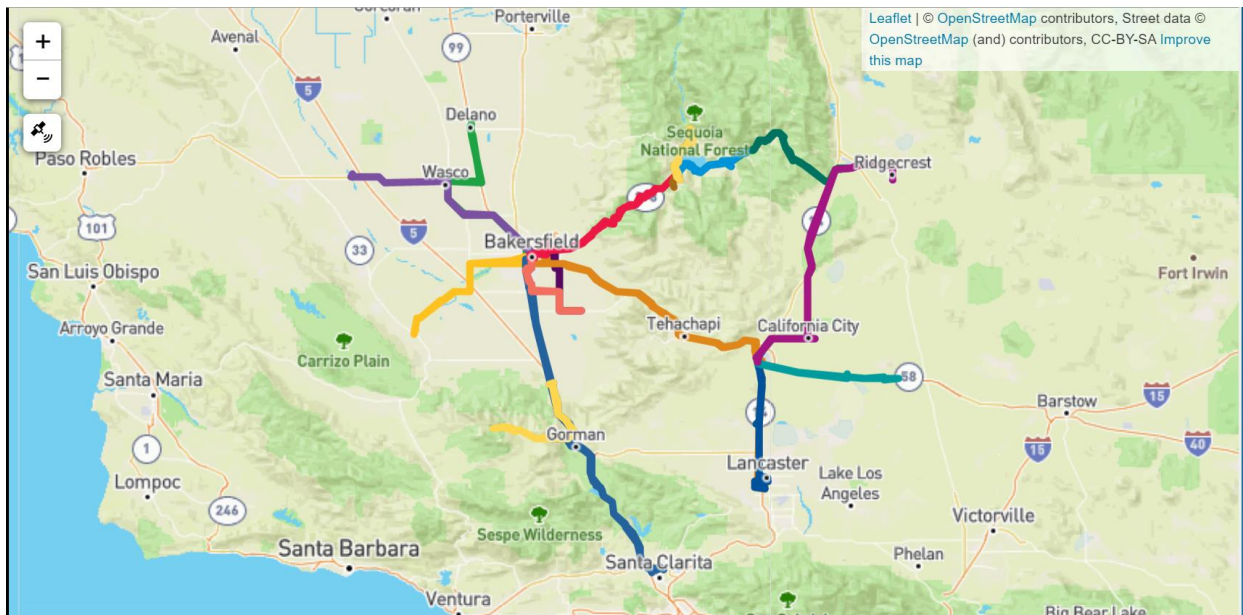 Corcoran
Porterville
Leaflet | © OpenStreetMap contributors, Street data ©
OpenStreetMap (and) contributors, CC-BY-SA Improve
this map
Avenal
+
−
99
5
Delano
Sequoia
National Forest
Paso Robles
Wasco
Ridgecrest
101
5
33
Bakersfield
San Luis Obispo
Fort Irwin
Arroyo Grande
Tehachapi
California City
Carrizo Plain
Santa Maria
58
15
Barstow
1
Gorman
15
40
Lancaster
Lake Los
Angeles
Lompoc
246
Victorville
Sespe Wilderness
Santa Barbara
Santa Clarita
Phelan
Ventura
Big Bear Lake